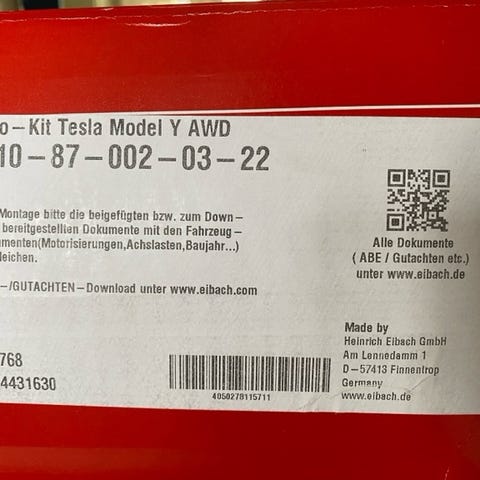 o–Kit Tesla Model Y AWD
10–87–002–03–22
Montage bitte die beigefügten bzw. zum Down–
bereitgestellten Dokumente mit den Fahrzeug–
menten(Motorisierungen,Achslasten,Baujahr...)
leichen.
–/GUTACHTEN–Download unter www.eibach.com
Alle Dokumente
( ABE / Gutachten etc.)
unter www.eibach.de
Made by
Heinrich Eibach GmbH
Am Lennedamm 1
D–57413 Finnentrop
Germany
www.eibach.de
768
4431630
4050278115711